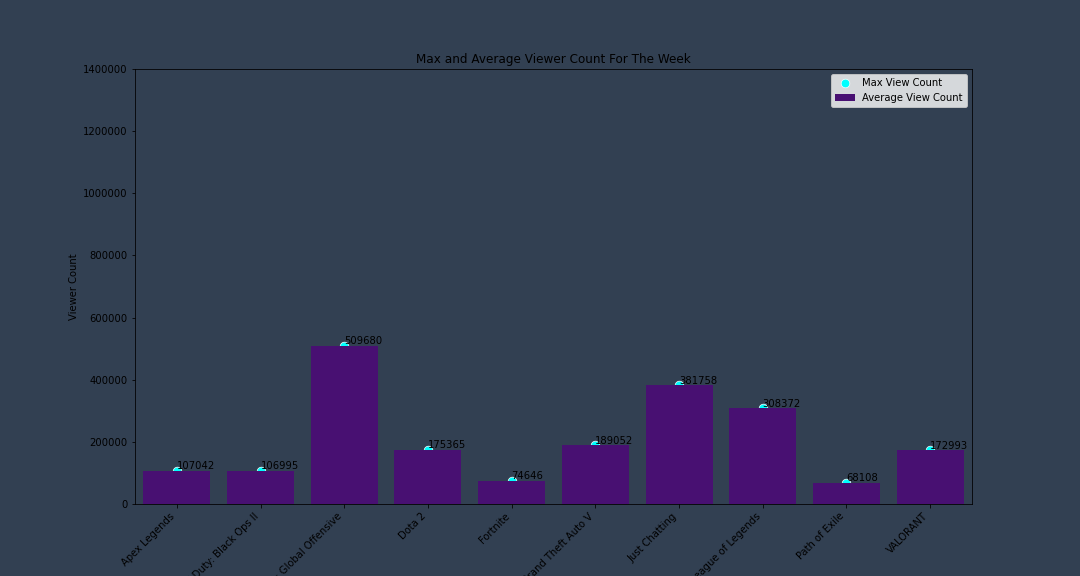 Max and Average Viewer Count For The Week
Max View Count
Average View Count
Viewer Count
1400000
1200000
1000000
800000
600000
400000
200000
0
107042
106995
509680
175365
74646
189052
381758
308372
68108
172993
Apex Legends
Duty: Black Ops II
Global Offensive
Dota 2
Fortnite
Theft Auto V
Just Chatting
of Legends
Path of Exile
VALORANT